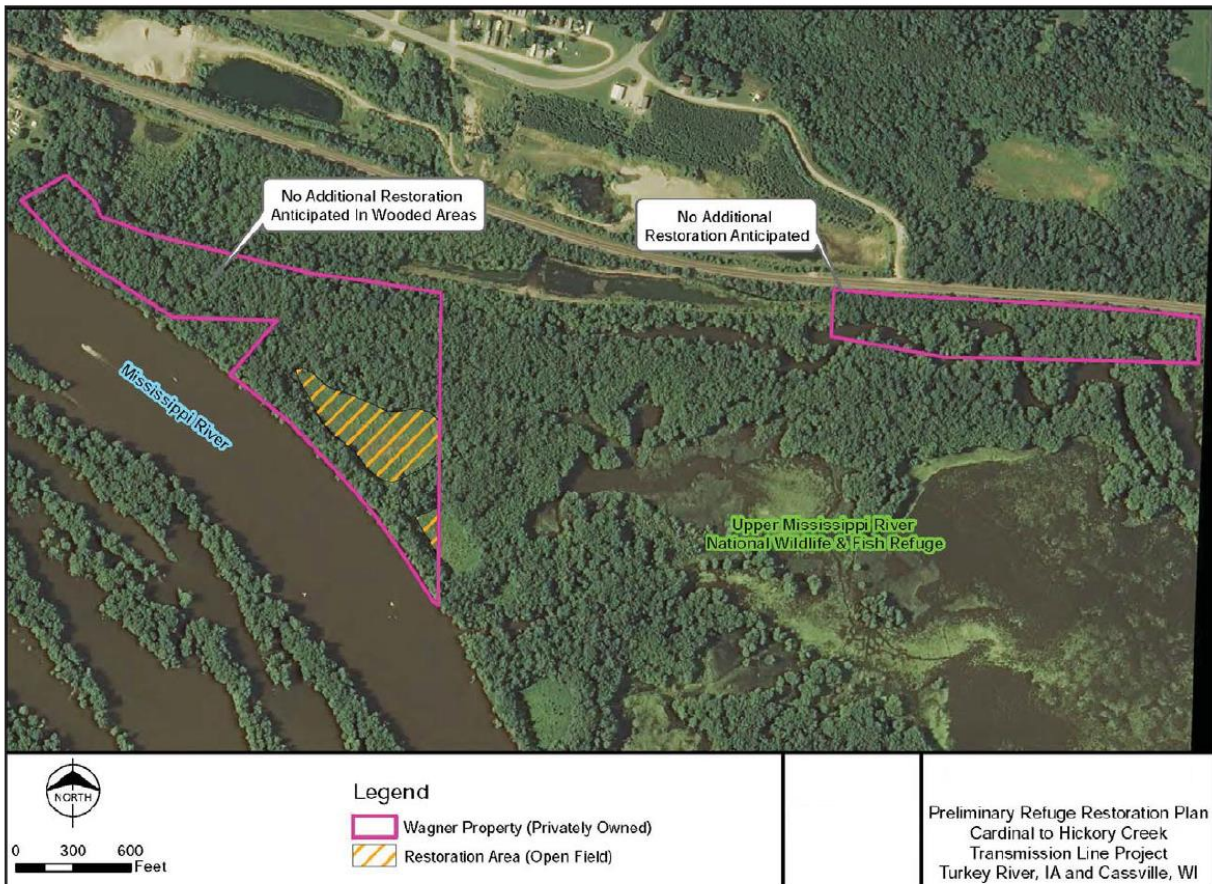 No Additional Restoration
Anticipated In Wooded Areas
No Additional
Restoration Anticipated
Mississippi River
Upper Mississippi River
National Wildlife & Fish Refuge
NORTH
0 300 600
Feet
Legend
Wagner Property (Privately Owned)
Restoration Area (Open Field)
Preliminary Refuge Restoration Plan
Cardinal to Hickory Creek
Transmission Line Project
Turkey River, IA and Cassville, WI